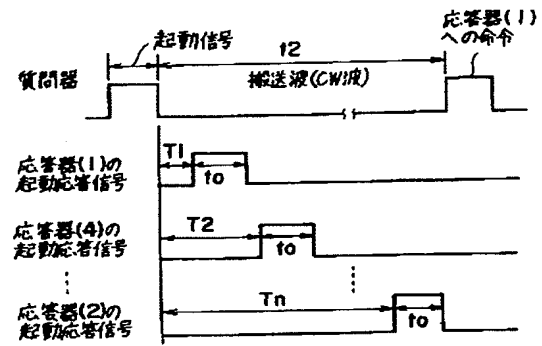 起動信号
t2
応答器(1)
への命令
質問器
搬送波(CW波)
応答器(1)の
起動応答信号
T1
to
応答器(4)の
起動応答信号
T2
to
応答器(2)の
起動応答信号
Tn
to